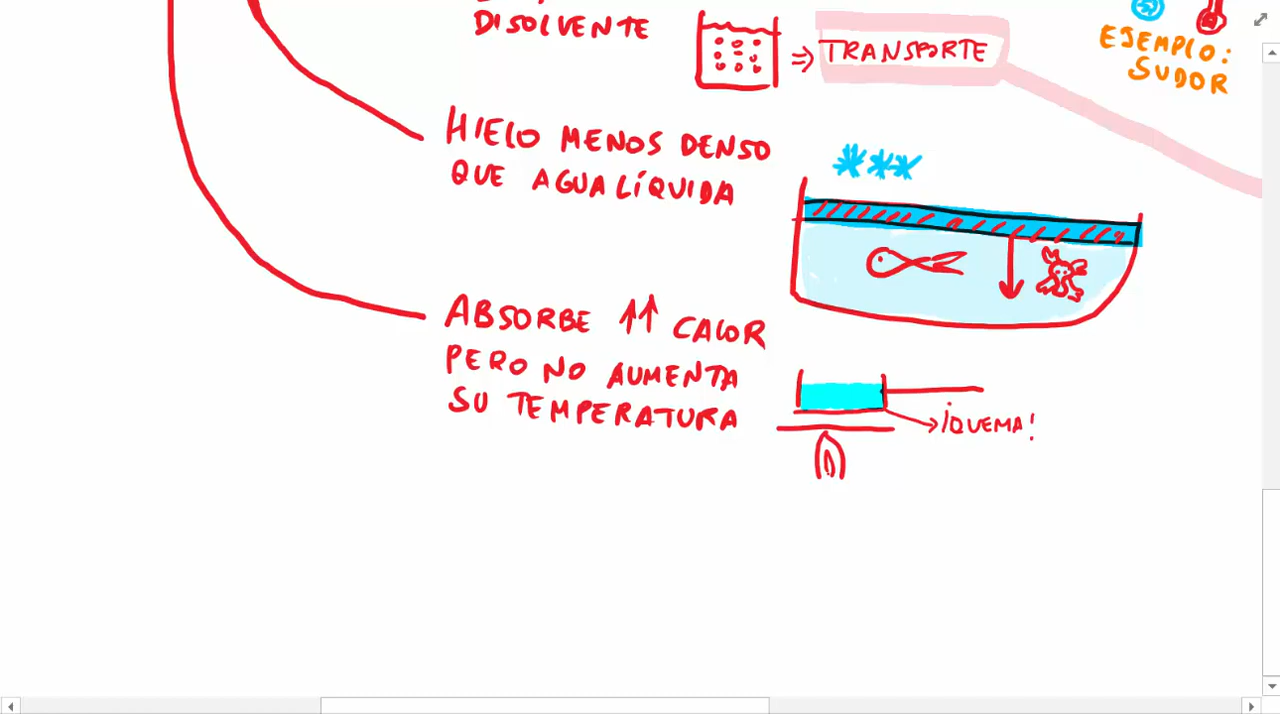 DISOLVENTE
⇒ TRANSPORTE
EJEMPLO:
SUDOR
HIELO MENOS DENSO
QUE AGUA LÍQUIDA
ABSORBE ↑↑ CALOR
PERO NO AUMENTA
SU TEMPERATURA
¡QUEMA!